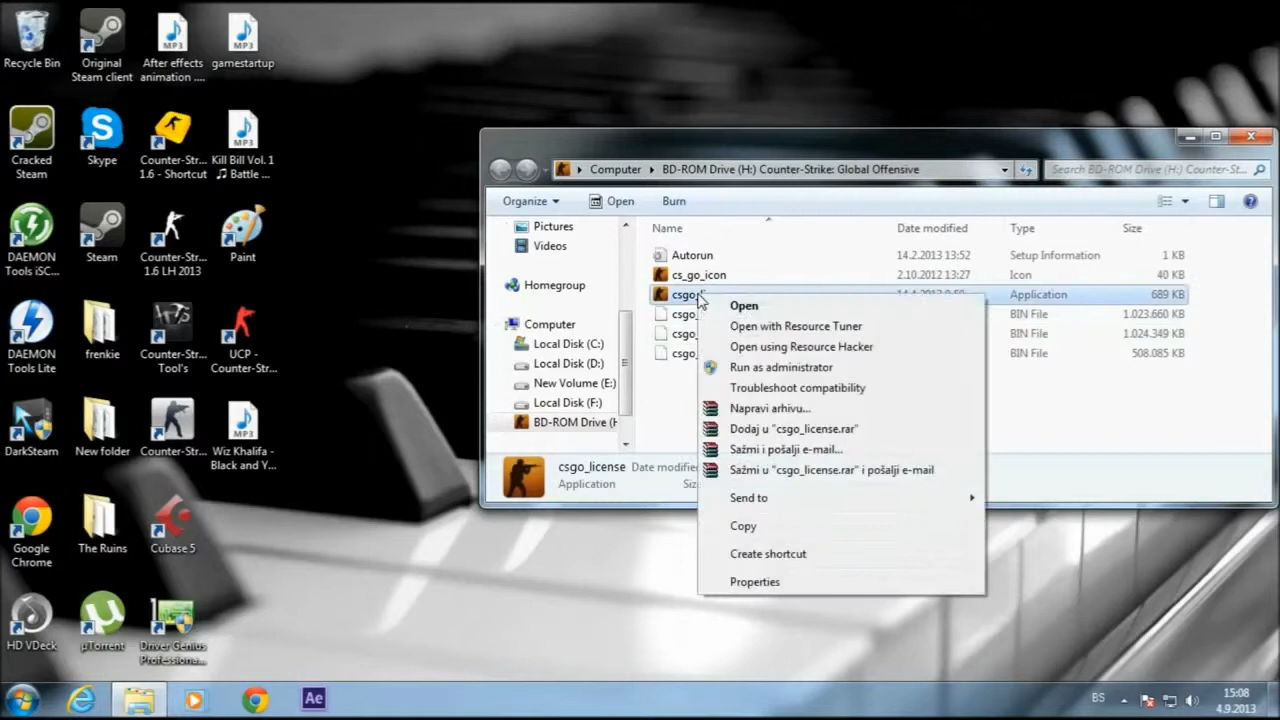 Recycle Bin
Original
Steam client
After effects
animation ....
gamestartup
Cracked
Steam
Skype
Counter-Str...
1.6 - Shortcut
Kill Bill Vol. 1
♫ Battle ...
DAEMON
Tools iSC...
Steam
Counter-Str...
1.6 LH 2013
Paint
DAEMON
Tools Lite
frenkie
Counter-Str...
Tool's
UCP -
Counter-Str...
DarkSteam
New folder
Counter-Str...
Wiz Khalifa -
Black and Y...
Google
Chrome
The Ruins
Cubase 5
HD VDeck
µTorrent
Driver Genius
Professiona...
Computer
BD-ROM Drive (H:) Counter-Strike: Global Offensive
Search BD-ROM Drive (H:) Counter-St...
Organize
Open
Burn
Pictures
Videos
Homegroup
Computer
Local Disk (C:)
Local Disk (D:)
New Volume (E:)
Local Disk (F:)
BD-ROM Drive (H
Name Date modified Type Size
Autorun 14.2.2013 13:52 Setup Information 1 KB
cs_go_icon 2.10.2012 13:27 Icon 40 KB
Application 689 KB
csgo_ BIN File 1.023.660 KB
csgo_ BIN File 1.024.349 KB
csgo_ BIN File 508.085 KB
Open
Open with Resource Tuner
Open using Resource Hacker
Run as administrator
Troubleshoot compatibility
Napravi arhivu...
Dodaj u "csgo_license.rar"
Sažmi i pošalji e-mail...
Sažmi u "csgo_license.rar" i pošalji e-mail
Send to
Copy
Create shortcut
Properties
csgo_license Date modified
Application
Ae
BS
15:08
4.9.2013